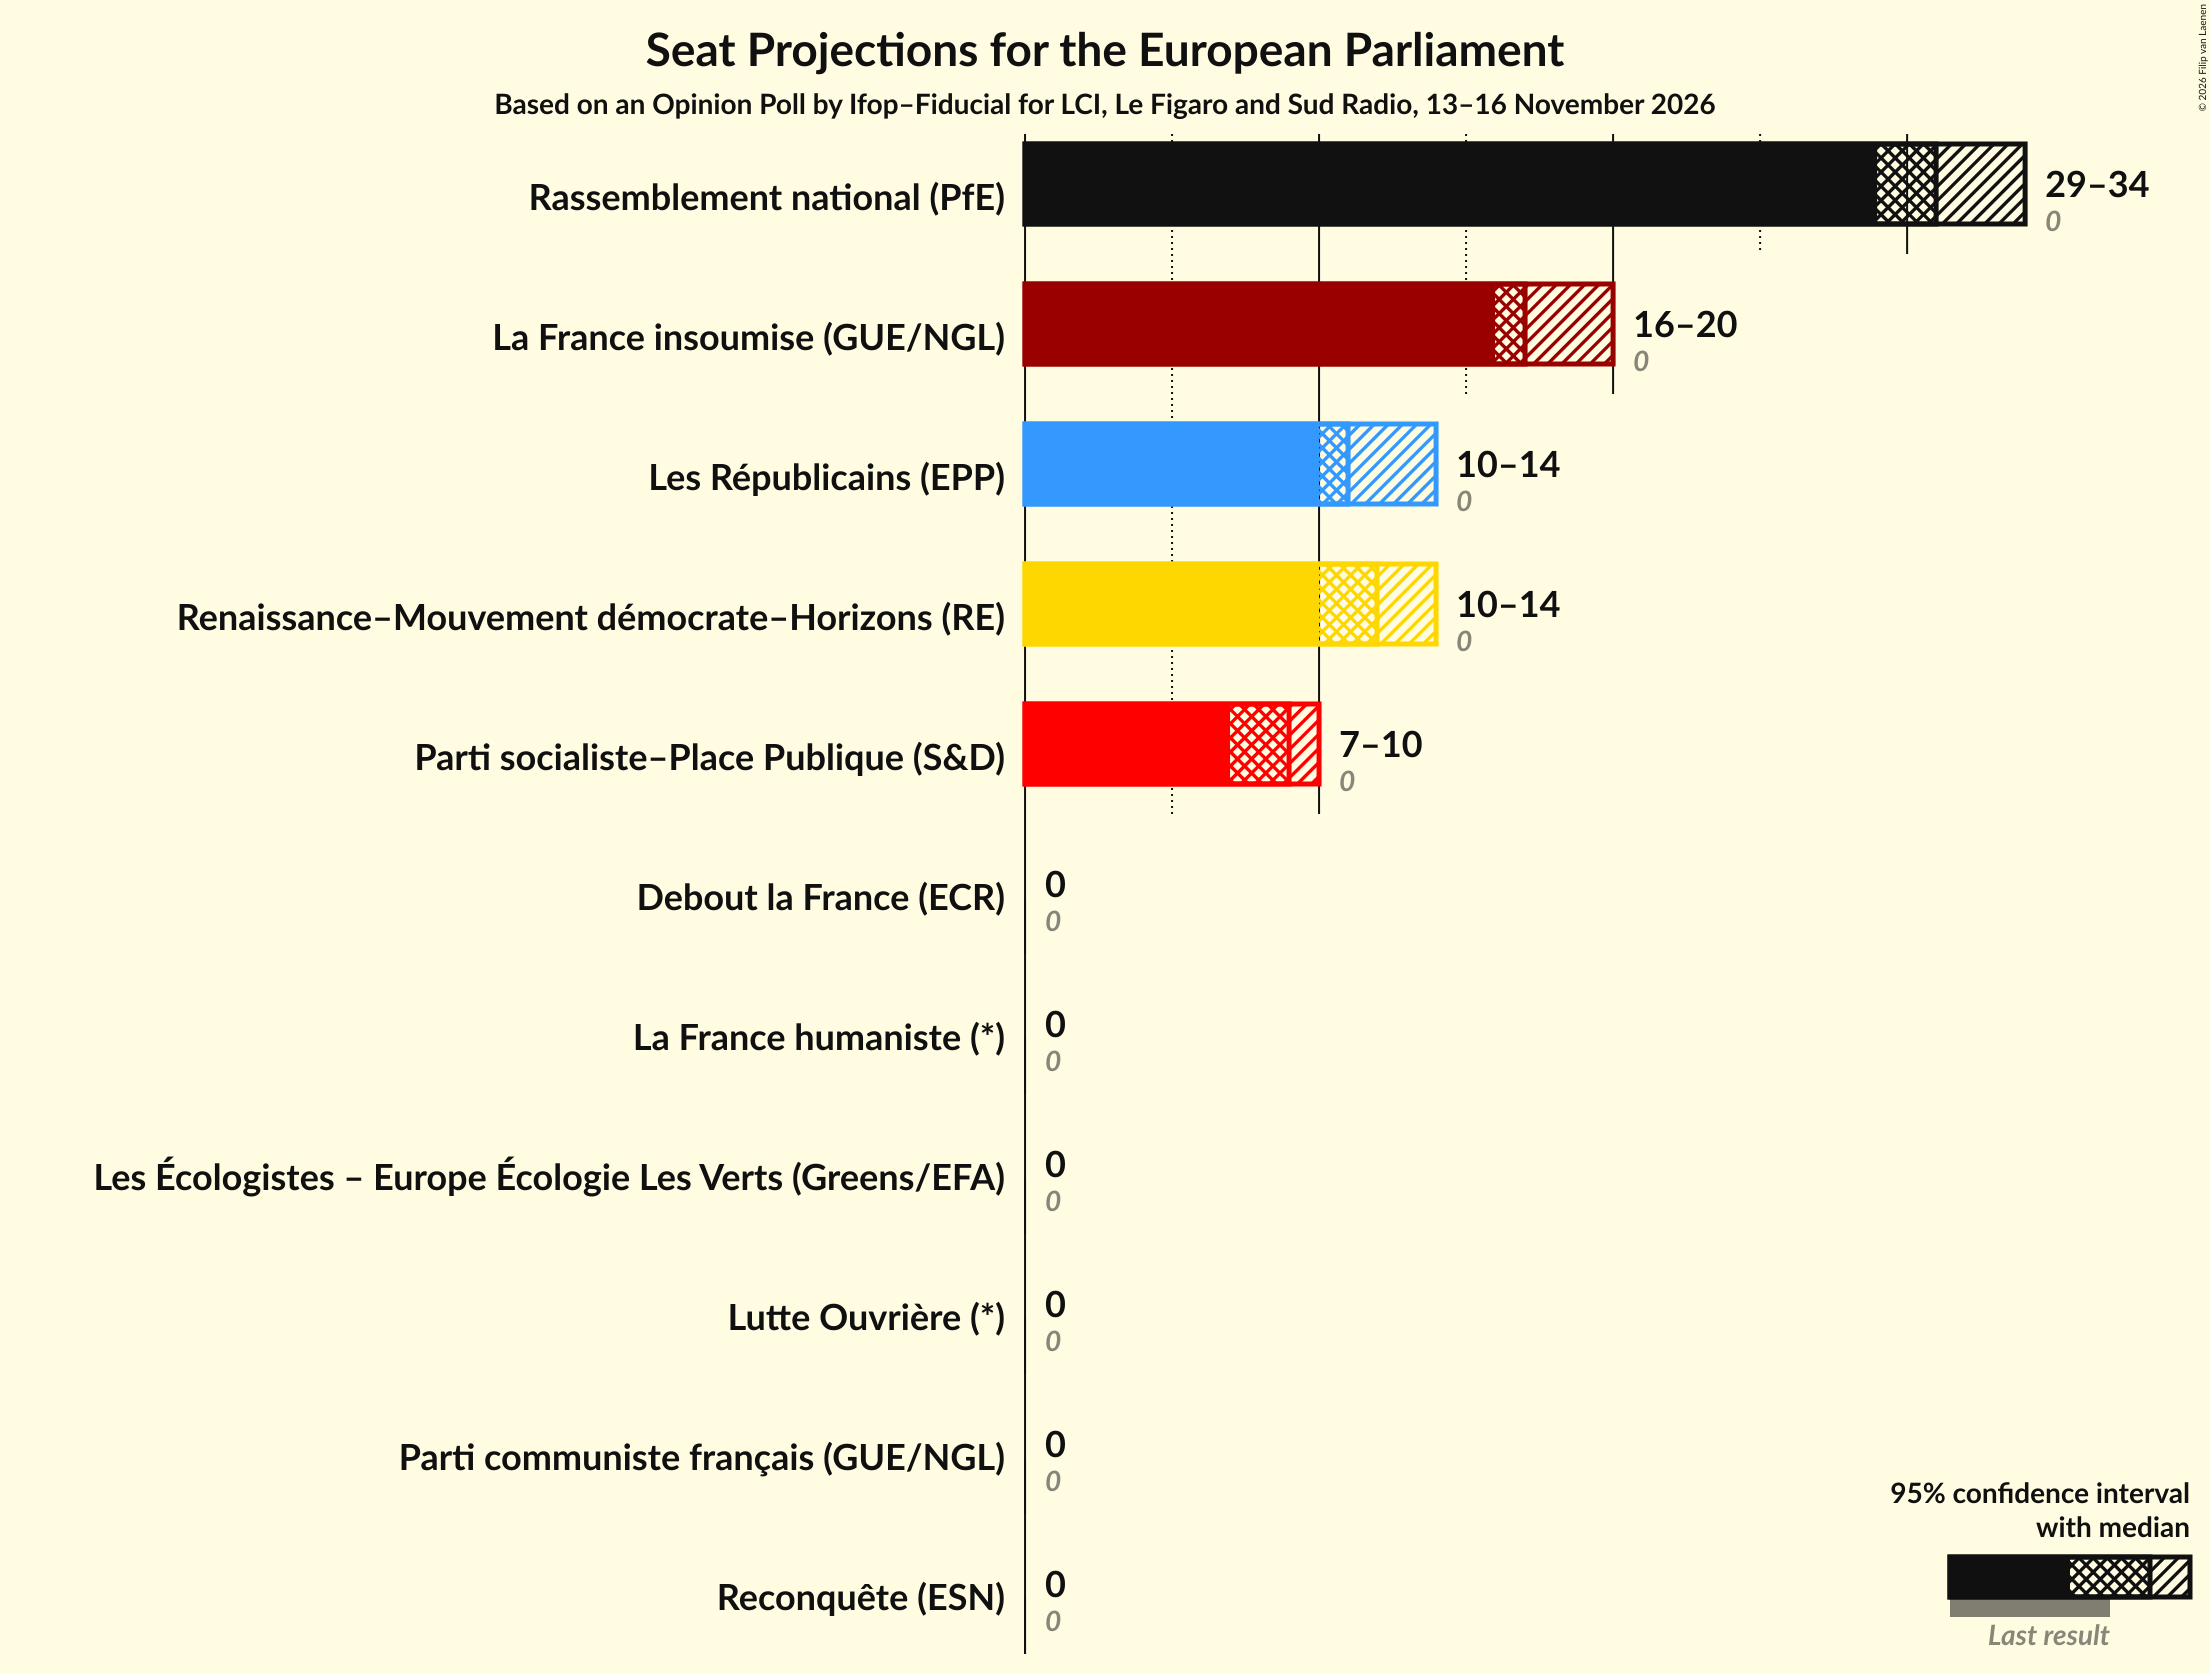 Seat Projections for the European Parliament
Based on an Opinion Poll by Ifop–Fiducial for LCI, Le Figaro and Sud Radio, 13–16 November 2026
© 2026 Filip van Laenen
Rassemblement national (PfE)
29–34
0
La France insoumise (GUE/NGL)
16–20
0
Les Républicains (EPP)
10–14
0
Renaissance–Mouvement démocrate–Horizons (RE)
10–14
0
Parti socialiste–Place Publique (S&D)
7–10
0
Debout la France (ECR)
0
0
La France humaniste (*)
0
0
Les Écologistes – Europe Écologie Les Verts (Greens/EFA)
0
0
Lutte Ouvrière (*)
0
0
Parti communiste français (GUE/NGL)
0
0
Reconquête (ESN)
0
0
95% confidence interval
with median
Last result